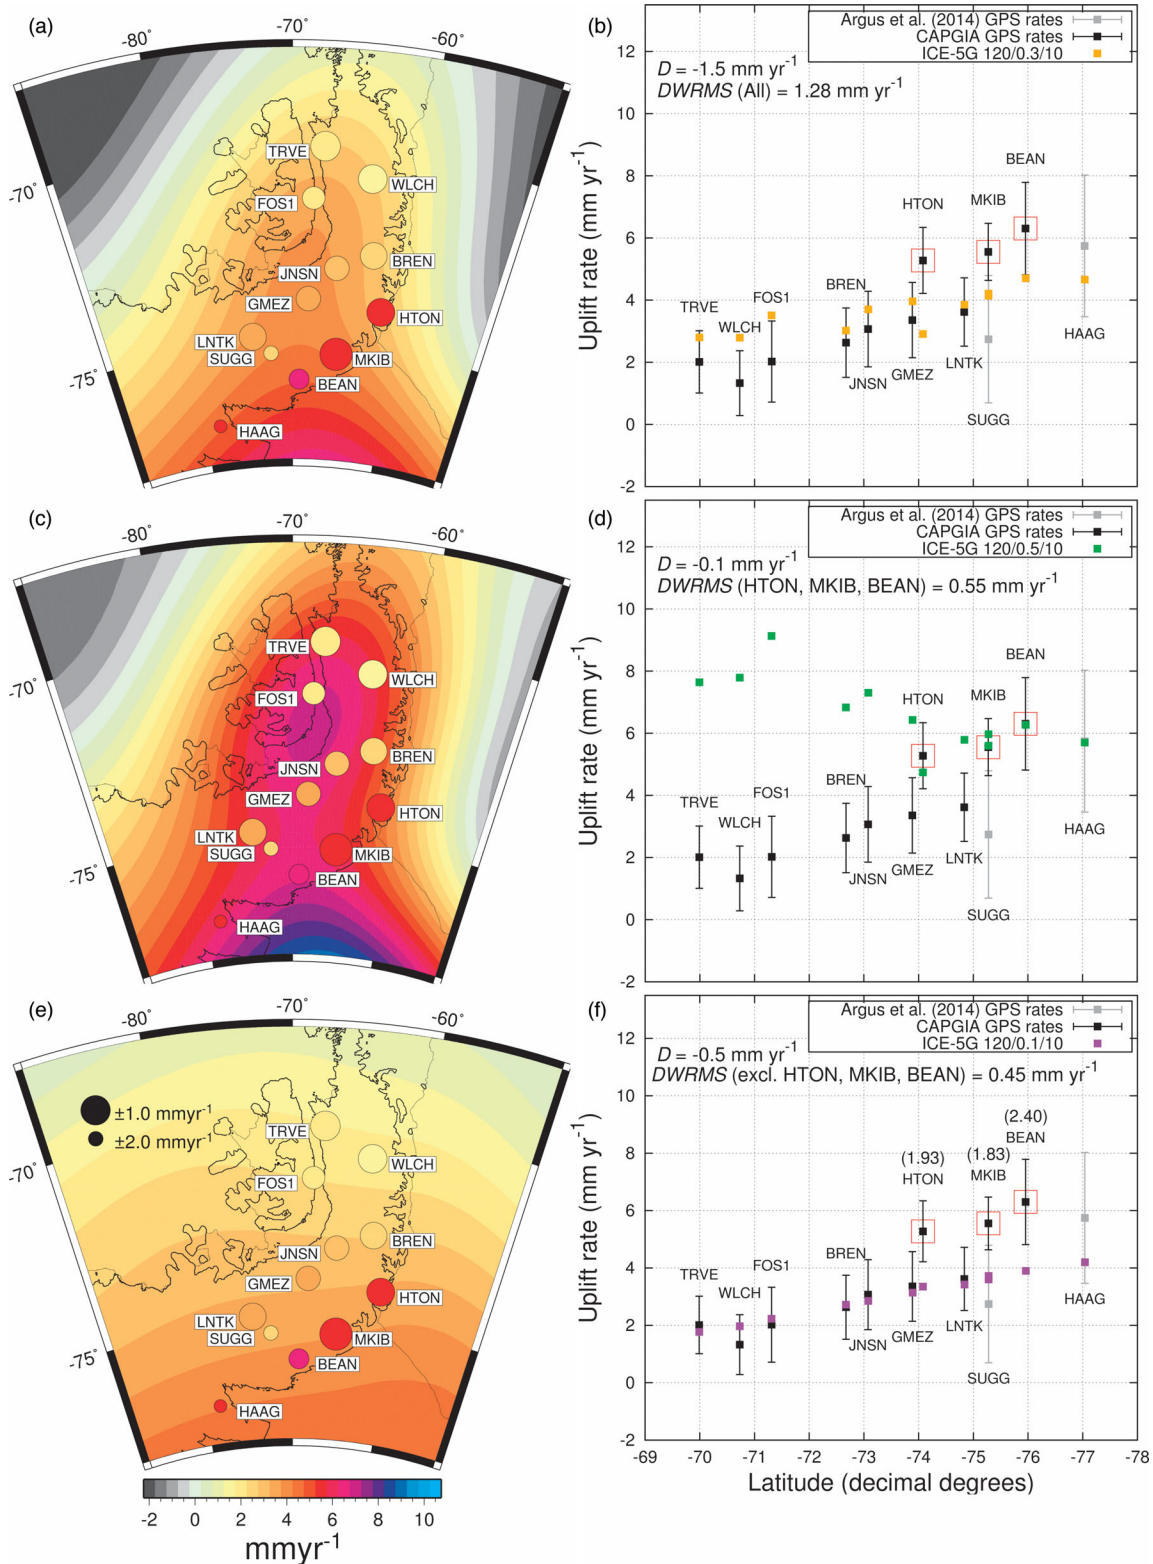 (a)
-80° -70° -60°
-70°
-75°
TRVE
WLCH
FOS1
BREN
JNSN
GMEZ
HTON
LNTK
SUGG
MKIB
BEAN
HAAG
(b)
Argus et al. (2014) GPS rates
CAPGIA GPS rates
ICE-5G 120/0.3/10
D = -1.5 mm yr⁻¹
DWRMS (All) = 1.28 mm yr⁻¹
Uplift rate (mm yr⁻¹)
12
10
8
6
4
2
0
-2
BEAN
MKIB
HTON
BREN
FOS1
TRVE
WLCH
HAAG
LNTK
GMEZ
JNSN
SUGG
(c)
-80° -70° -60°
-70°
-75°
TRVE
WLCH
FOS1
BREN
JNSN
GMEZ
HTON
LNTK
SUGG
MKIB
BEAN
HAAG
(d)
Argus et al. (2014) GPS rates
CAPGIA GPS rates
ICE-5G 120/0.5/10
D = -0.1 mm yr⁻¹
DWRMS (HTON, MKIB, BEAN) = 0.55 mm yr⁻¹
Uplift rate (mm yr⁻¹)
12
10
8
6
4
2
0
-2
BEAN
MKIB
HTON
BREN
FOS1
TRVE
WLCH
HAAG
LNTK
GMEZ
JNSN
SUGG
(e)
-80° -70° -60°
-70°
-75°
±1.0 mmyr⁻¹
±2.0 mmyr⁻¹
TRVE
WLCH
FOS1
BREN
JNSN
GMEZ
HTON
LNTK
SUGG
MKIB
BEAN
HAAG
-2 0 2 4 6 8 10
mmyr⁻¹
(f)
Argus et al. (2014) GPS rates
CAPGIA GPS rates
ICE-5G 120/0.1/10
D = -0.5 mm yr⁻¹
DWRMS (excl. HTON, MKIB, BEAN) = 0.45 mm yr⁻¹
Uplift rate (mm yr⁻¹)
12
10
8
6
4
2
0
-2
(2.40)
BEAN
(1.83)
MKIB
(1.93)
HTON
BREN
FOS1
TRVE
WLCH
HAAG
LNTK
GMEZ
JNSN
SUGG
-69 -70 -71 -72 -73 -74 -75 -76 -77 -78
Latitude (decimal degrees)